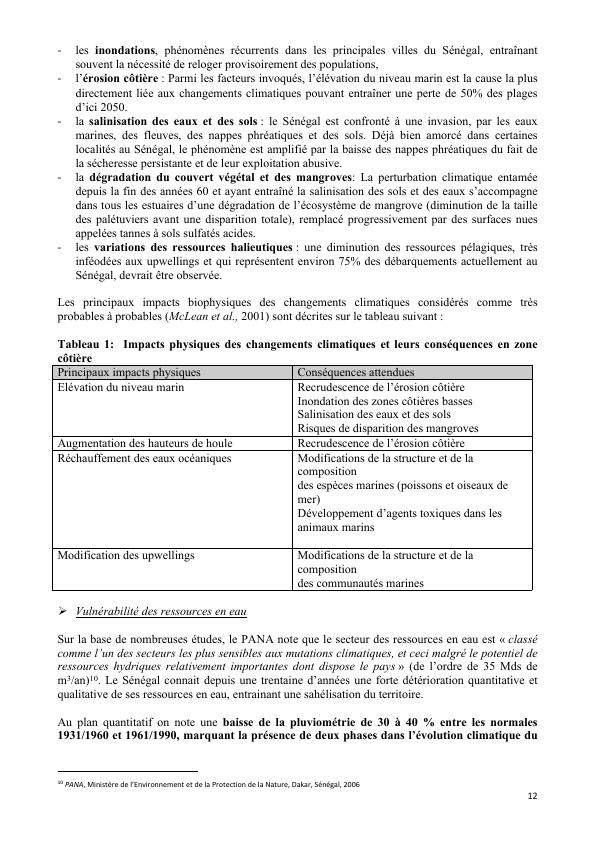 - les inondations, phénomènes récurrents dans les principales villes du Sénégal, entraînant
souvent la nécessité de reloger provisoirement des populations,
- l’érosion côtière : Parmi les facteurs invoqués, l’élévation du niveau marin est la cause la plus
directement liée aux changements climatiques pouvant entraîner une perte de 50% des plages
d’ici 2050.
- la salinisation des eaux et des sols : le Sénégal est confronté à une invasion, par les eaux
marines, des fleuves, des nappes phréatiques et des sols. Déjà bien amorcé dans certaines
localités au Sénégal, le phénomène est amplifié par la baisse des nappes phréatiques du fait de
la sécheresse persistante et de leur exploitation abusive.
- la dégradation du couvert végétal et des mangroves: La perturbation climatique entamée
depuis la fin des années 60 et ayant entraîné la salinisation des sols et des eaux s’accompagne
dans tous les estuaires d’une dégradation de l’écosystème de mangrove (diminution de la taille
des palétuviers avant une disparition totale), remplacé progressivement par des surfaces nues
appelées tannes à sols sulfatés acides.
- les variations des ressources halieutiques : une diminution des ressources pélagiques, très
inféodées aux upwellings et qui représentent environ 75% des débarquements actuellement au
Sénégal, devrait être observée.
Les principaux impacts biophysiques des changements climatiques considérés comme très
probables à probables (McLean et al., 2001) sont décrites sur le tableau suivant :
Tableau 1: Impacts physiques des changements climatiques et leurs conséquences en zone
côtière
Principaux impacts physiques Conséquences attendues
Elévation du niveau marin Recrudescence de l’érosion côtière
Inondation des zones côtières basses
Salinisation des eaux et des sols
Risques de disparition des mangroves
Augmentation des hauteurs de houle Recrudescence de l’érosion côtière
Réchauffement des eaux océaniques Modifications de la structure et de la
composition
des espèces marines (poissons et oiseaux de
mer)
Développement d’agents toxiques dans les
animaux marins
Modification des upwellings Modifications de la structure et de la
composition
des communautés marines
➢ Vulnérabilité des ressources en eau
Sur la base de nombreuses études, le PANA note que le secteur des ressources en eau est « classé
comme l’un des secteurs les plus sensibles aux mutations climatiques, et ceci malgré le potentiel de
ressources hydriques relativement importantes dont dispose le pays » (de l’ordre de 35 Mds de
m³/an)¹⁰. Le Sénégal connait depuis une trentaine d’années une forte détérioration quantitative et
qualitative de ses ressources en eau, entrainant une sahélisation du territoire.
Au plan quantitatif on note une baisse de la pluviométrie de 30 à 40 % entre les normales
1931/1960 et 1961/1990, marquant la présence de deux phases dans l’évolution climatique du
¹⁰ PANA, Ministère de l’Environnement et de la Protection de la Nature, Dakar, Sénégal, 2006
12